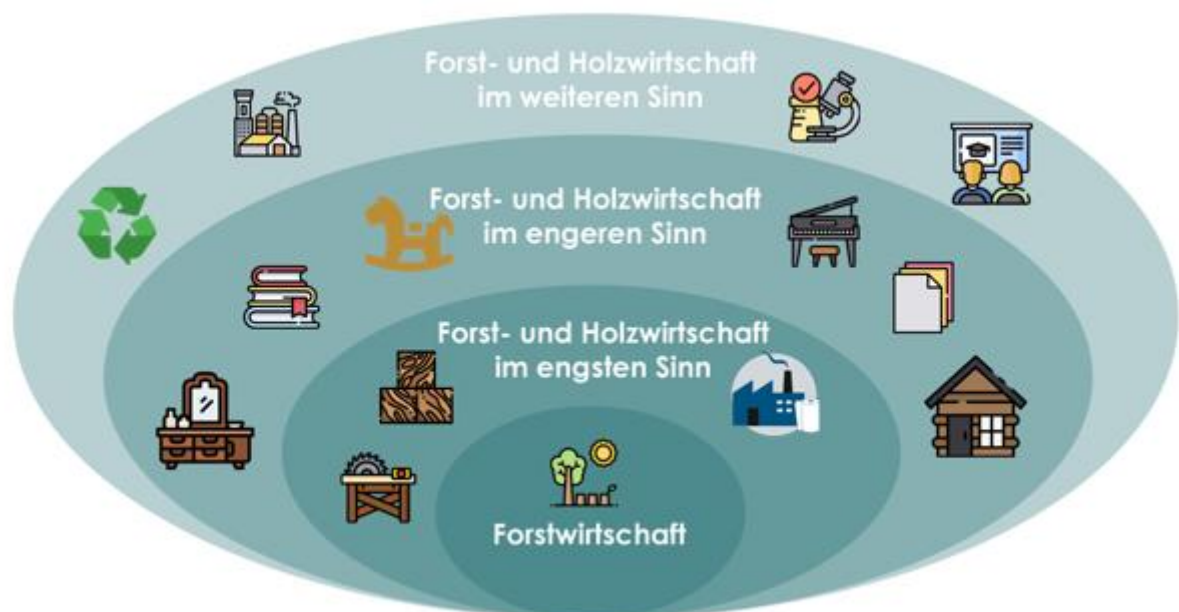 Forst- und Holzwirtschaft
im weiteren Sinn
Forst- und Holzwirtschaft
im engeren Sinn
Forst- und Holzwirtschaft
im engsten Sinn
Forstwirtschaft